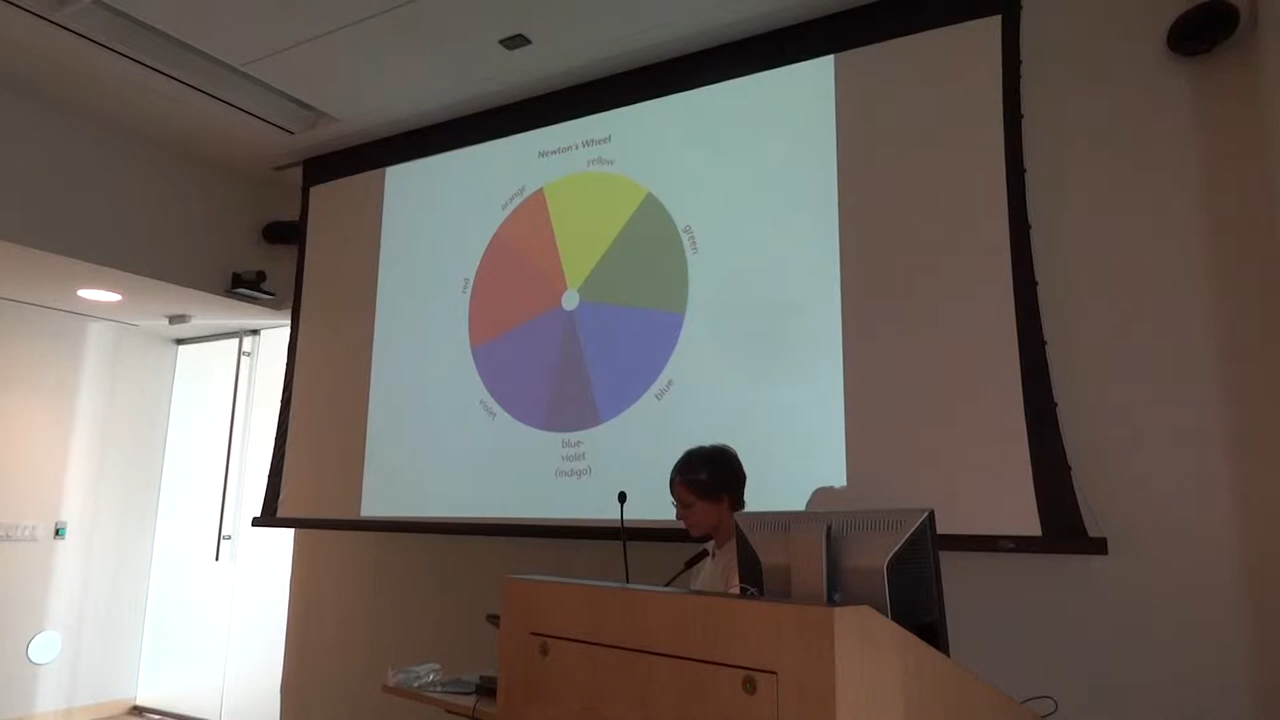 Newton's Wheel
yellow
orange
green
red
blue
violet
blue-
violet
(indigo)